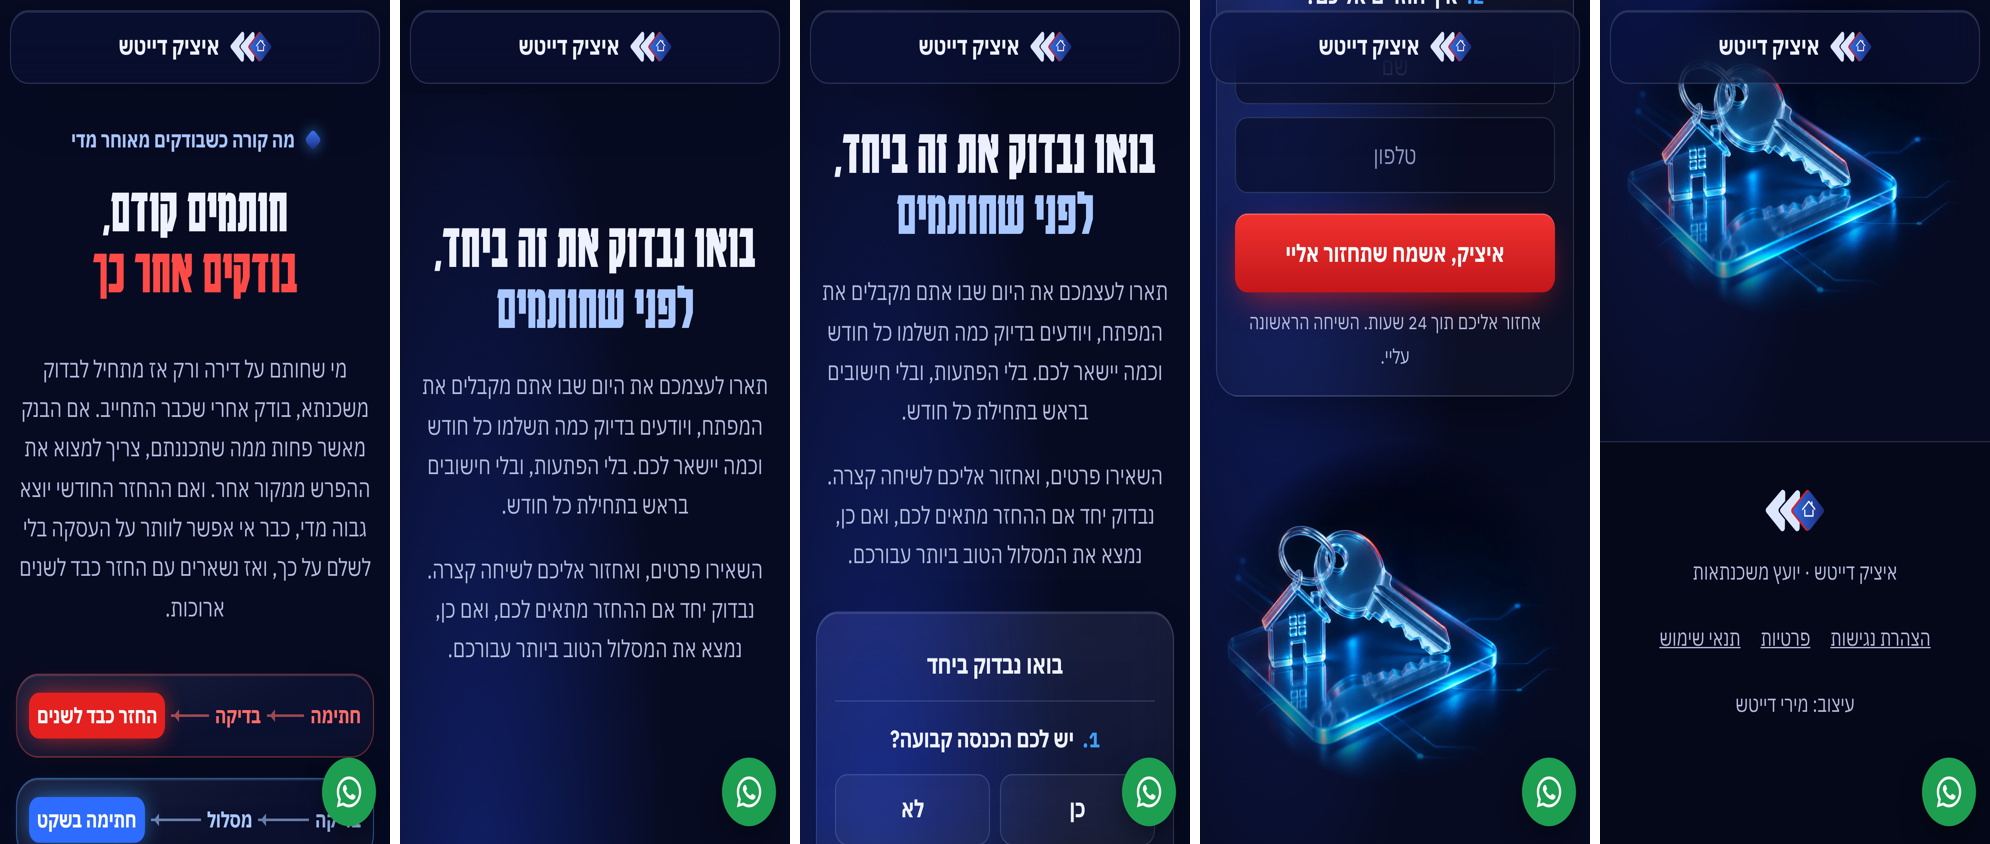 איציק דייטש
מה קורה כשבודקים מאוחר מדי
חותמים קודם,
בודקים אחר כך
מי שחותם על דירה ורק אז מתחיל לבדוק
משכנתא, בודק אחרי שכבר התחייב. אם הבנק
מאשר פחות ממה שתכננתם, צריך למצוא את
ההפרש ממקור אחר. ואם ההחזר החודשי יוצא
גבוה מדי, כבר אי אפשר לוותר על העסקה בלי
לשלם על כך, ואז נשארים עם החזר כבד לשנים
ארוכות.
חתימה
בדיקה
החזר כבד לשנים
מסלול
חתימה בשקט
איציק דייטש
בואו נבדוק את זה ביחד,
לפני שחותמים
תארו לעצמכם את היום שבו אתם מקבלים את
המפתח, ויודעים בדיוק כמה תשלמו כל חודש
וכמה יישאר לכם. בלי הפתעות, ובלי חישובים
בראש בתחילת כל חודש.
השאירו פרטים, ואחזור אליכם לשיחה קצרה.
נבדוק יחד אם ההחזר מתאים לכם, ואם כן,
נמצא את המסלול הטוב ביותר עבורכם.
איציק דייטש
בואו נבדוק את זה ביחד,
לפני שחותמים
תארו לעצמכם את היום שבו אתם מקבלים את
המפתח, ויודעים בדיוק כמה תשלמו כל חודש
וכמה יישאר לכם. בלי הפתעות, ובלי חישובים
בראש בתחילת כל חודש.
השאירו פרטים, ואחזור אליכם לשיחה קצרה.
נבדוק יחד אם ההחזר מתאים לכם, ואם כן,
נמצא את המסלול הטוב ביותר עבורכם.
בואו נבדוק ביחד
1. יש לכם הכנסה קבועה?
כן
לא
איציק דייטש
שם
טלפון
איציק, אשמח שתחזור אליי
אחזור אליכם תוך 24 שעות. השיחה הראשונה
עליי.
איציק דייטש
איציק דייטש · יועץ משכנתאות
הצהרת נגישות
פרטיות
תנאי שימוש
עיצוב: מירי דייטש